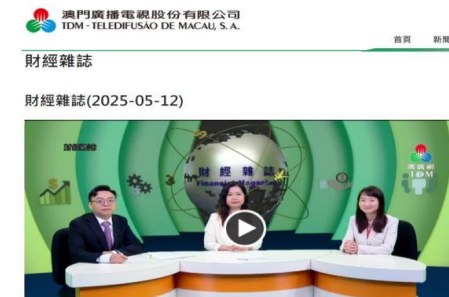 澳門廣播電視股份有限公司
TDM - TELEDIFUSÃO DE MACAU, S. A.
首頁 新聞
財經雜誌
財經雜誌(2025-05-12)
財經雜誌
Financial Magazine
澳廣視
TDM